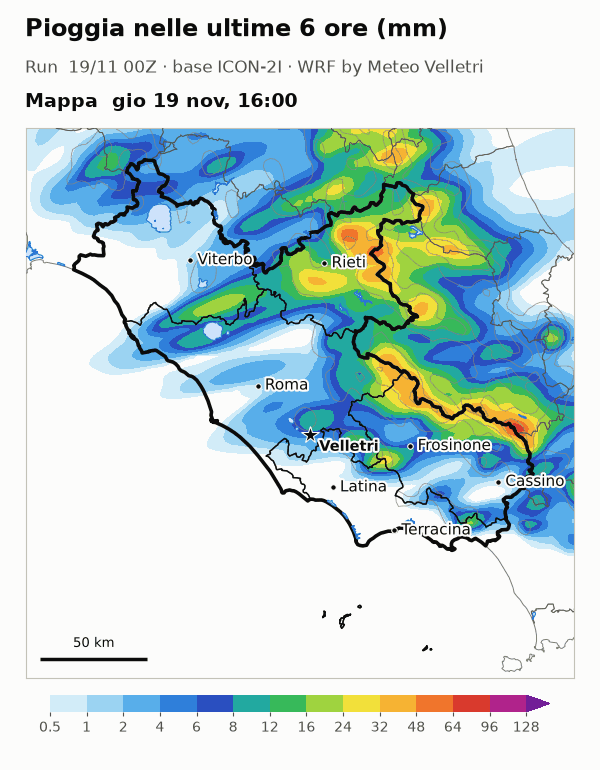 Pioggia nelle ultime 6 ore (mm)
Run  19/11 00Z · base ICON-2I · WRF by Meteo Velletri
Mappa  gio 19 nov, 16:00
Viterbo
Rieti
Roma
Velletri
Frosinone
Cassino
Latina
Terracina
50 km
0.5 1 2 4 6 8 12 16 24 32 48 64 96 128